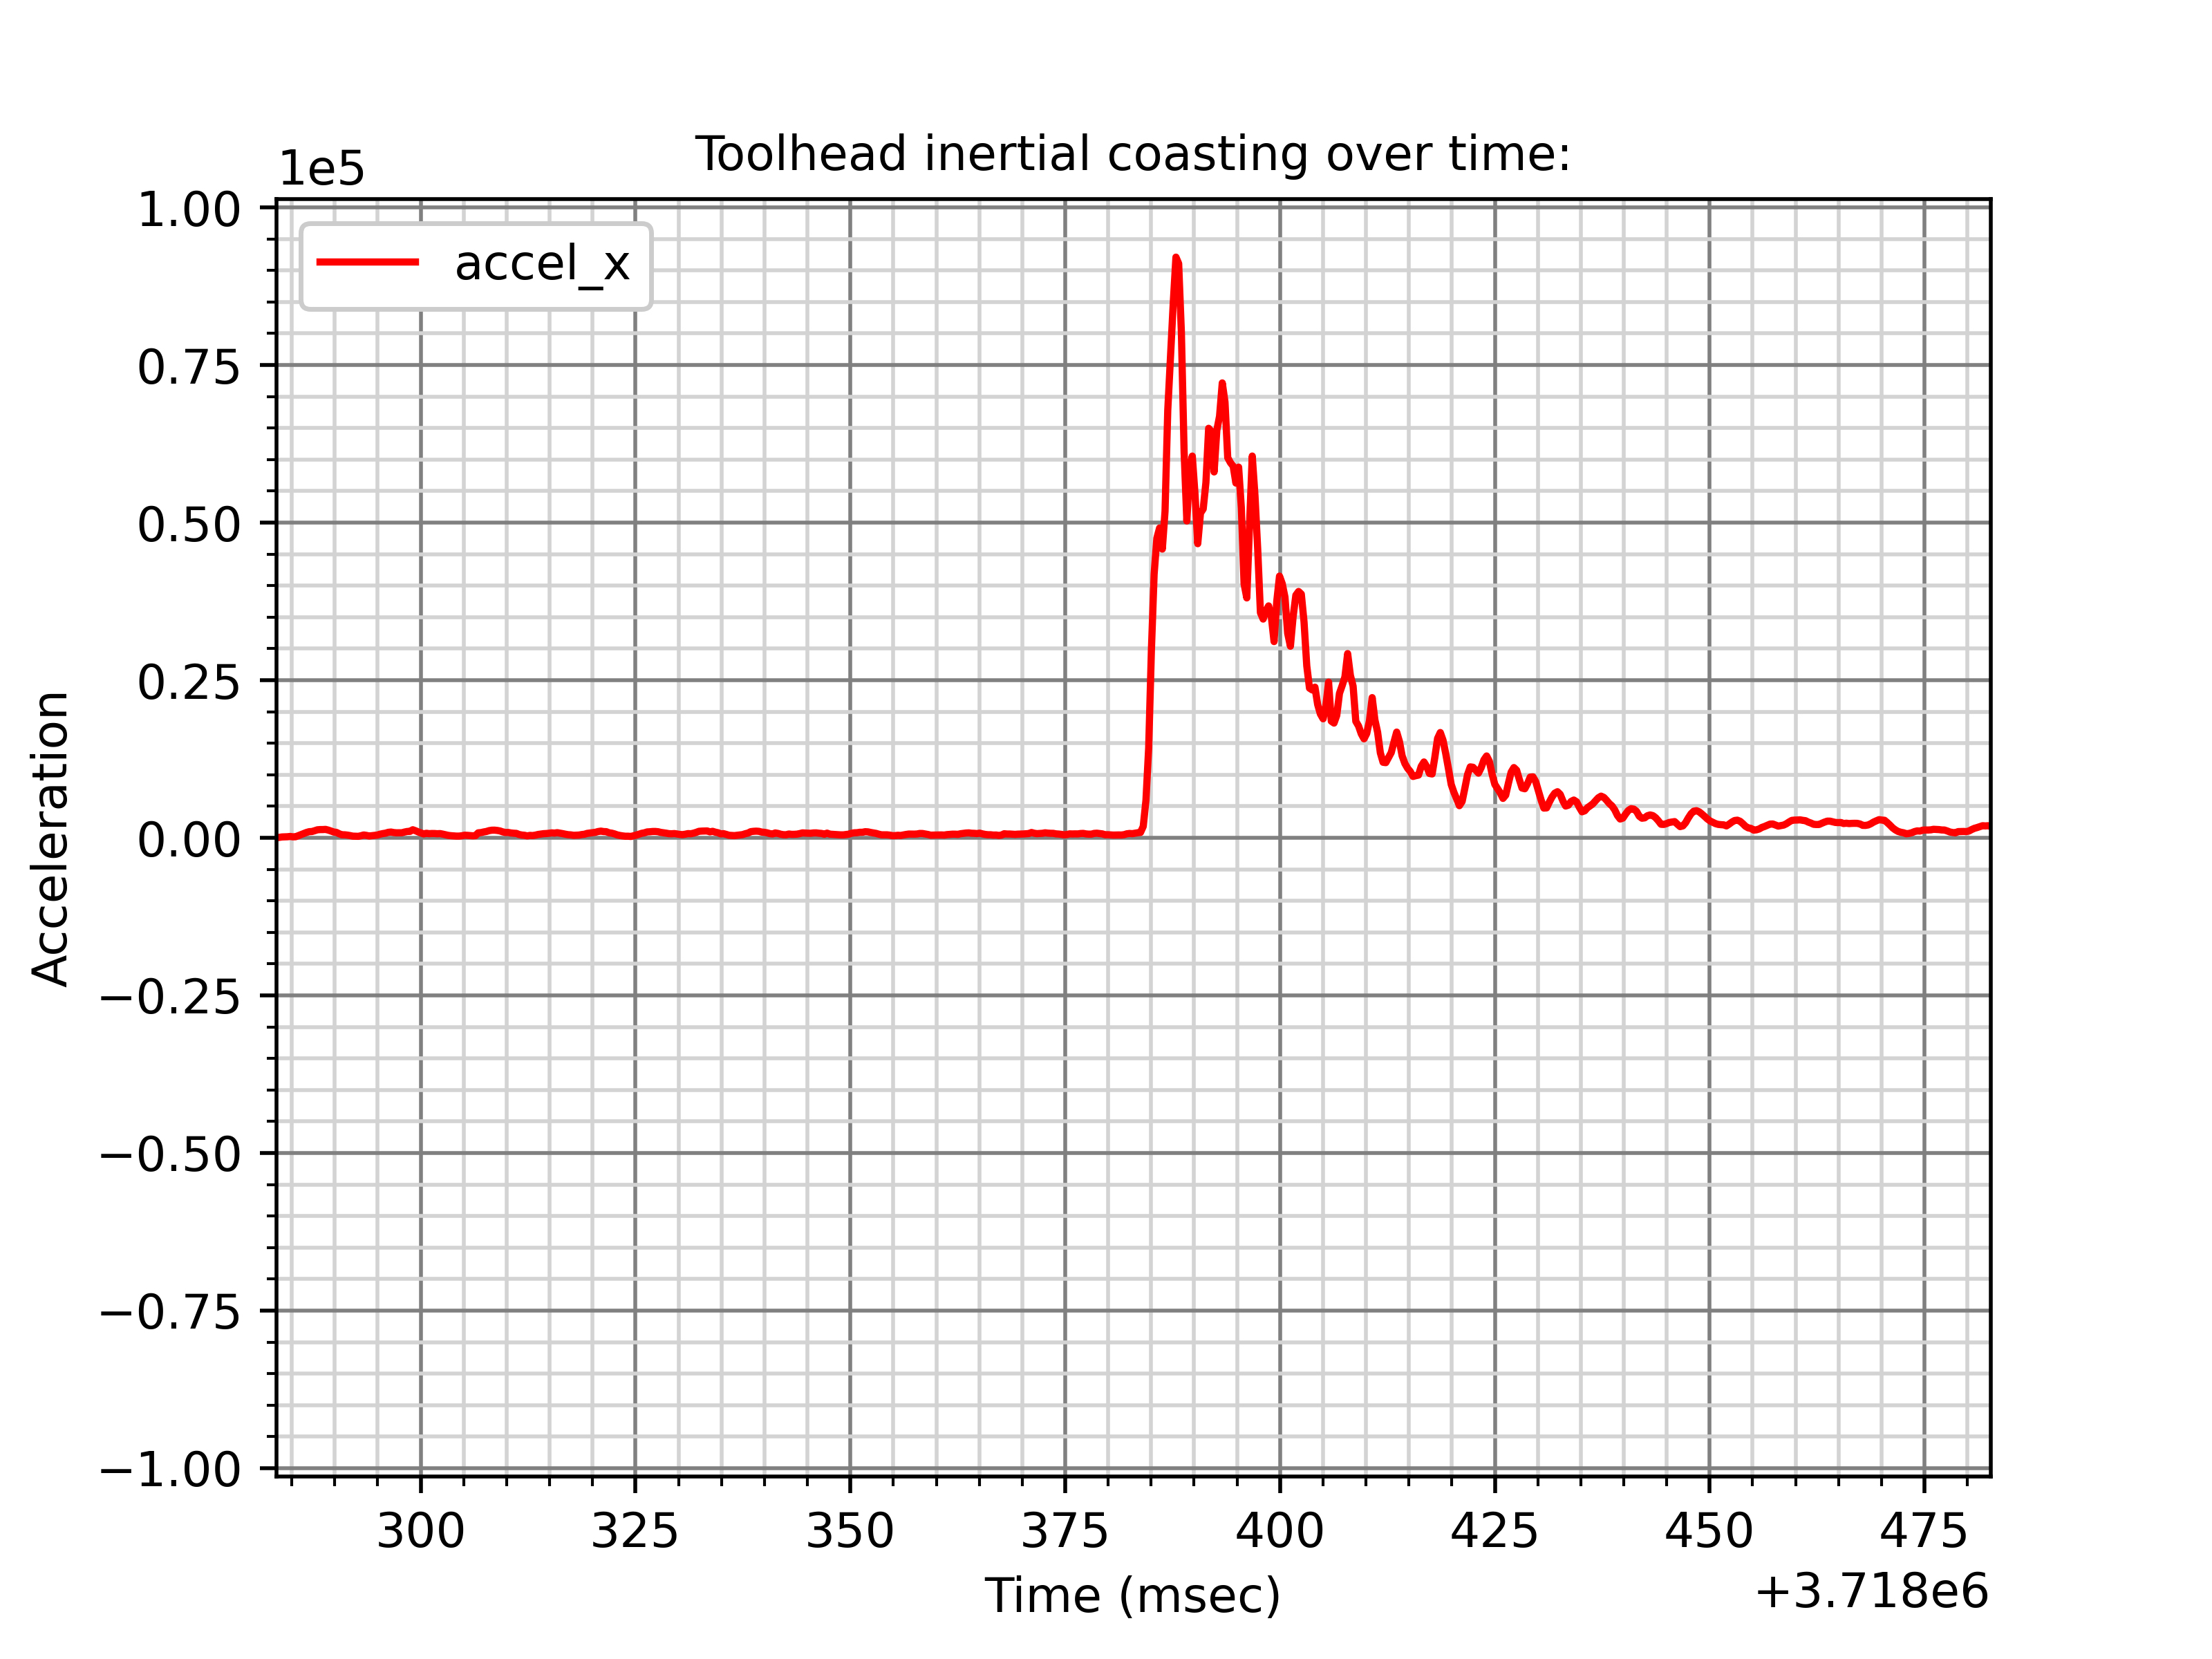 Toolhead inertial coasting over time:
1e5
accel_x
1.00
0.75
0.50
0.25
0.00
−0.25
−0.50
−0.75
−1.00
Acceleration
300 325 350 375 400 425 450 475
Time (msec)
+3.718e6